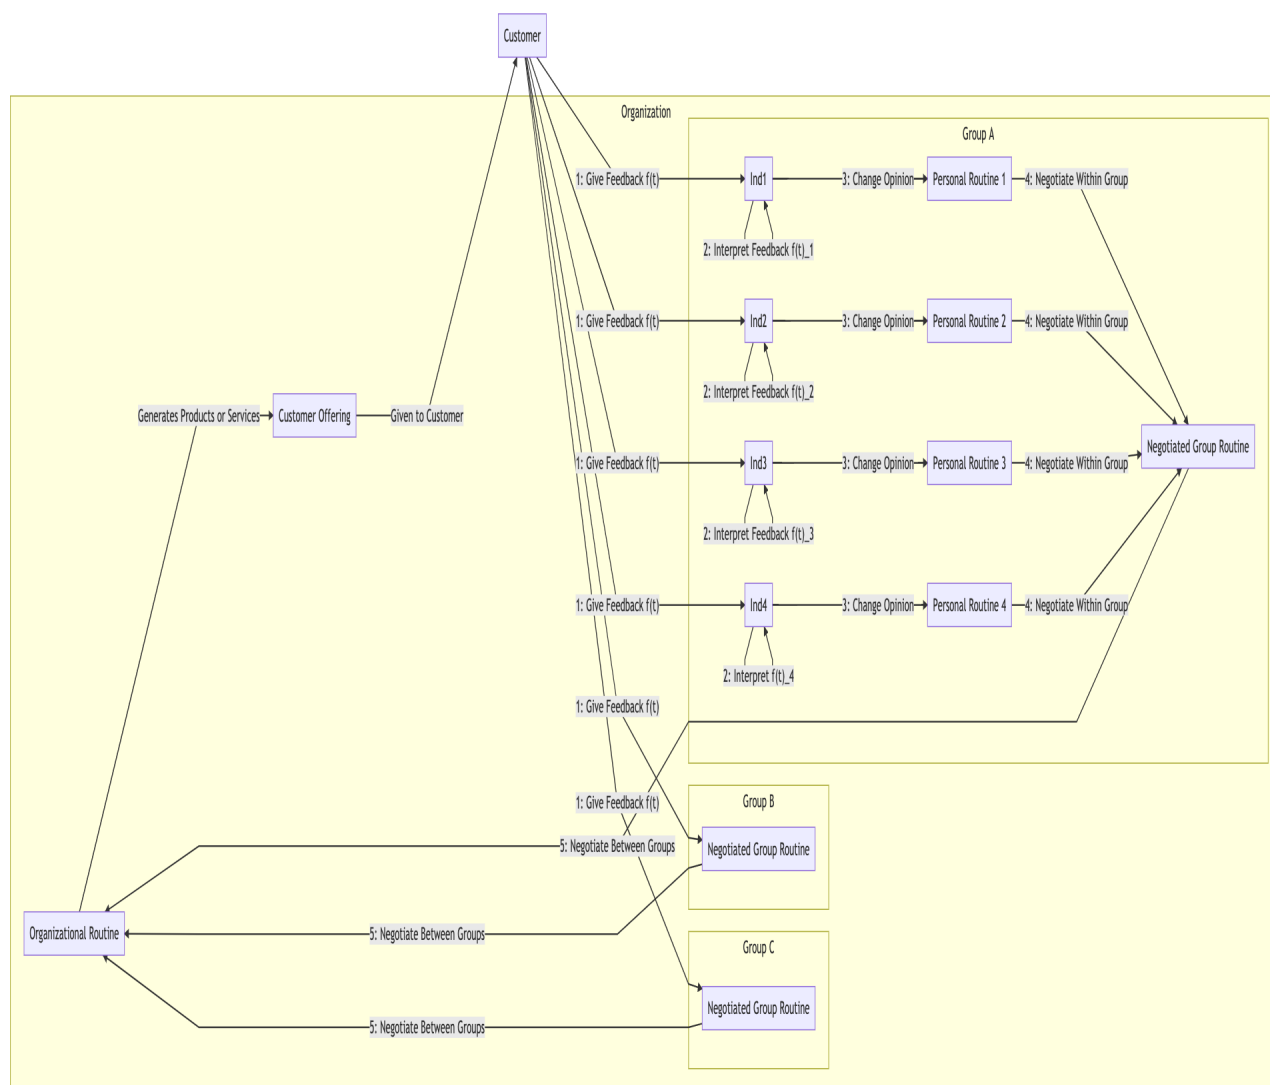 Customer
Organization
Group A
1: Give Feedback f(t)
Ind1
3: Change Opinion
Personal Routine 1
4: Negotiate Within Group
2: Interpret Feedback f(t)_1
1: Give Feedback f(t)
Ind2
3: Change Opinion
Personal Routine 2
4: Negotiate Within Group
2: Interpret Feedback f(t)_2
Generates Products or Services
Customer Offering
Given to Customer
Negotiated Group Routine
1: Give Feedback f(t)
Ind3
3: Change Opinion
Personal Routine 3
4: Negotiate Within Group
2: Interpret Feedback f(t)_3
1: Give Feedback f(t)
Ind4
3: Change Opinion
Personal Routine 4
4: Negotiate Within Group
2: Interpret f(t)_4
1: Give Feedback f(t)
1: Give Feedback f(t)
Group B
5: Negotiate Between Groups
Negotiated Group Routine
Organizational Routine
5: Negotiate Between Groups
Group C
Negotiated Group Routine
5: Negotiate Between Groups